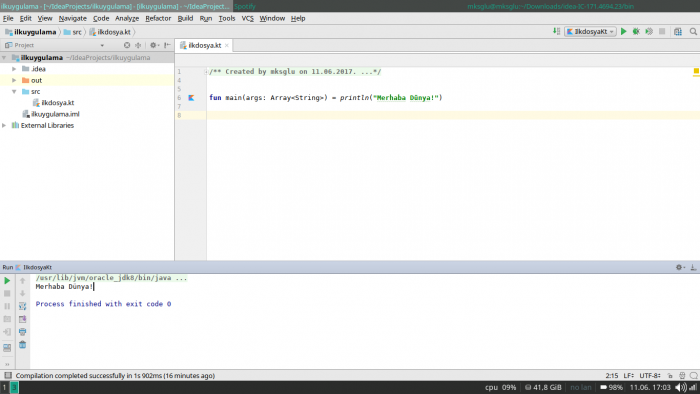 ilkuygulama - [~/IdeaProjects/ilkuygulama] - [ilkuygulama] - ~/IdeaProject... Spotify mksglu@mksglu:~/Downloads/idea-IC-171.4694.23/bin
File Edit View Navigate Code Analyze Refactor Build Run Tools VCS Window Help
ilkuygulama src ilkdosya.kt IlkdosyaKt
Project ilkdosya.kt
ilkuygulama ~/IdeaProjects/ilkuygulama
.idea
out
src
ilkdosya.kt
ilkuygulama.iml
External Libraries
1 /** Created by mksglu on 11.06.2017. ...*/
4
5
6 fun main(args: Array<String>) = println("Merhaba Dünya!")
7
8
Run IlkdosyaKt
/usr/lib/jvm/oracle_jdk8/bin/java ...
Merhaba Dünya!
Process finished with exit code 0
Compilation completed successfully in 1s 902ms (16 minutes ago) 2:15 LF÷ UTF-8÷
1 3 cpu 09% 41,8 GiB no lan 98% 11.06. 17:03